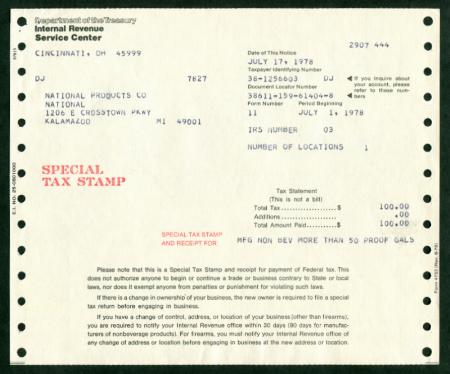 Department of the Treasury
Internal Revenue
Service Center
CINCINNATI, OH 45999
2907 444
Date of This Notice
JULY 17, 1978
Taxpayer Identifying Number
DJ 7827 38-1256603 DJ
If you inquire about
your account, please
refer to these num-
bers
Document Locator Number
38611-159-61404-8
NATIONAL PRODUCTS CO
NATIONAL
1206 E CROSSTOWN PKWY
KALAMAZOO MI 49001
Form Number Period Beginning
11 JULY 1, 1978
IRS NUMBER 03
NUMBER OF LOCATIONS 1
SPECIAL
TAX STAMP
Tax Statement
(This is not a bill)
Total Tax $ 100.00
Additions .00
Total Payments $ 100.00
SPECIAL TAX STAMP
AND RECEIPT FOR
MFG NON BEV MORE THAN 50 PROOF GALS
Please note that this is a Special Tax Stamp and receipt for payment of Federal tax. This
does not authorize anyone to begin or continue a trade or business contrary to State or local
laws, nor does it exempt anyone from penalties or punishment for violating such laws.
If there is a change in ownership of your business, the new owner is required to file a special
tax return before engaging in business.
If you have a change of control, address, or location of your business (other than firearms),
you are required to notify your Internal Revenue office within 30 days (90 days for manufac-
turers of nonbeverage products). For firearms, you must notify your Internal Revenue office of
any change of address or location before engaging in business at the new address or location.